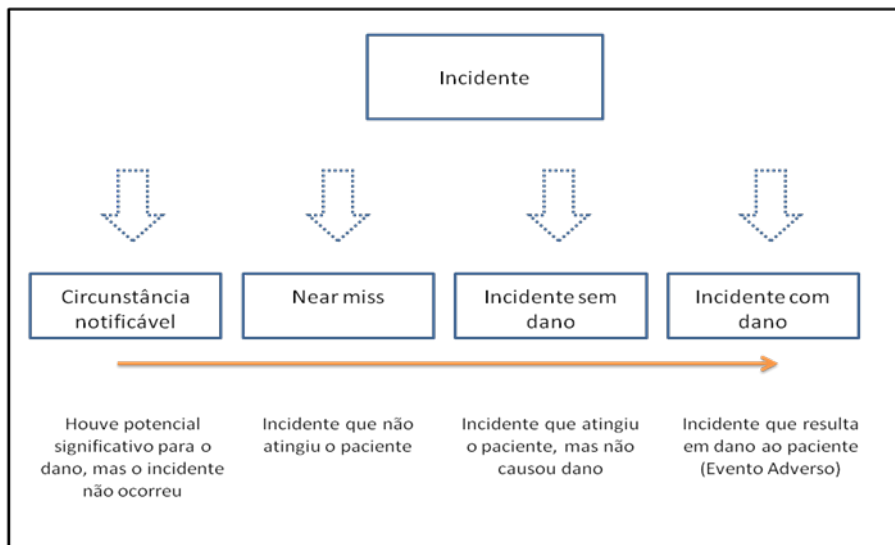 Incidente
Circunstância
notificável
Near miss
Incidente sem
dano
Incidente com
dano
Houve potencial
significativo para o
dano, mas o incidente
não ocorreu
Incidente que não
atingiu o paciente
Incidente que atingiu
o paciente, mas não
causou dano
Incidente que resulta
em dano ao paciente
(Evento Adverso)